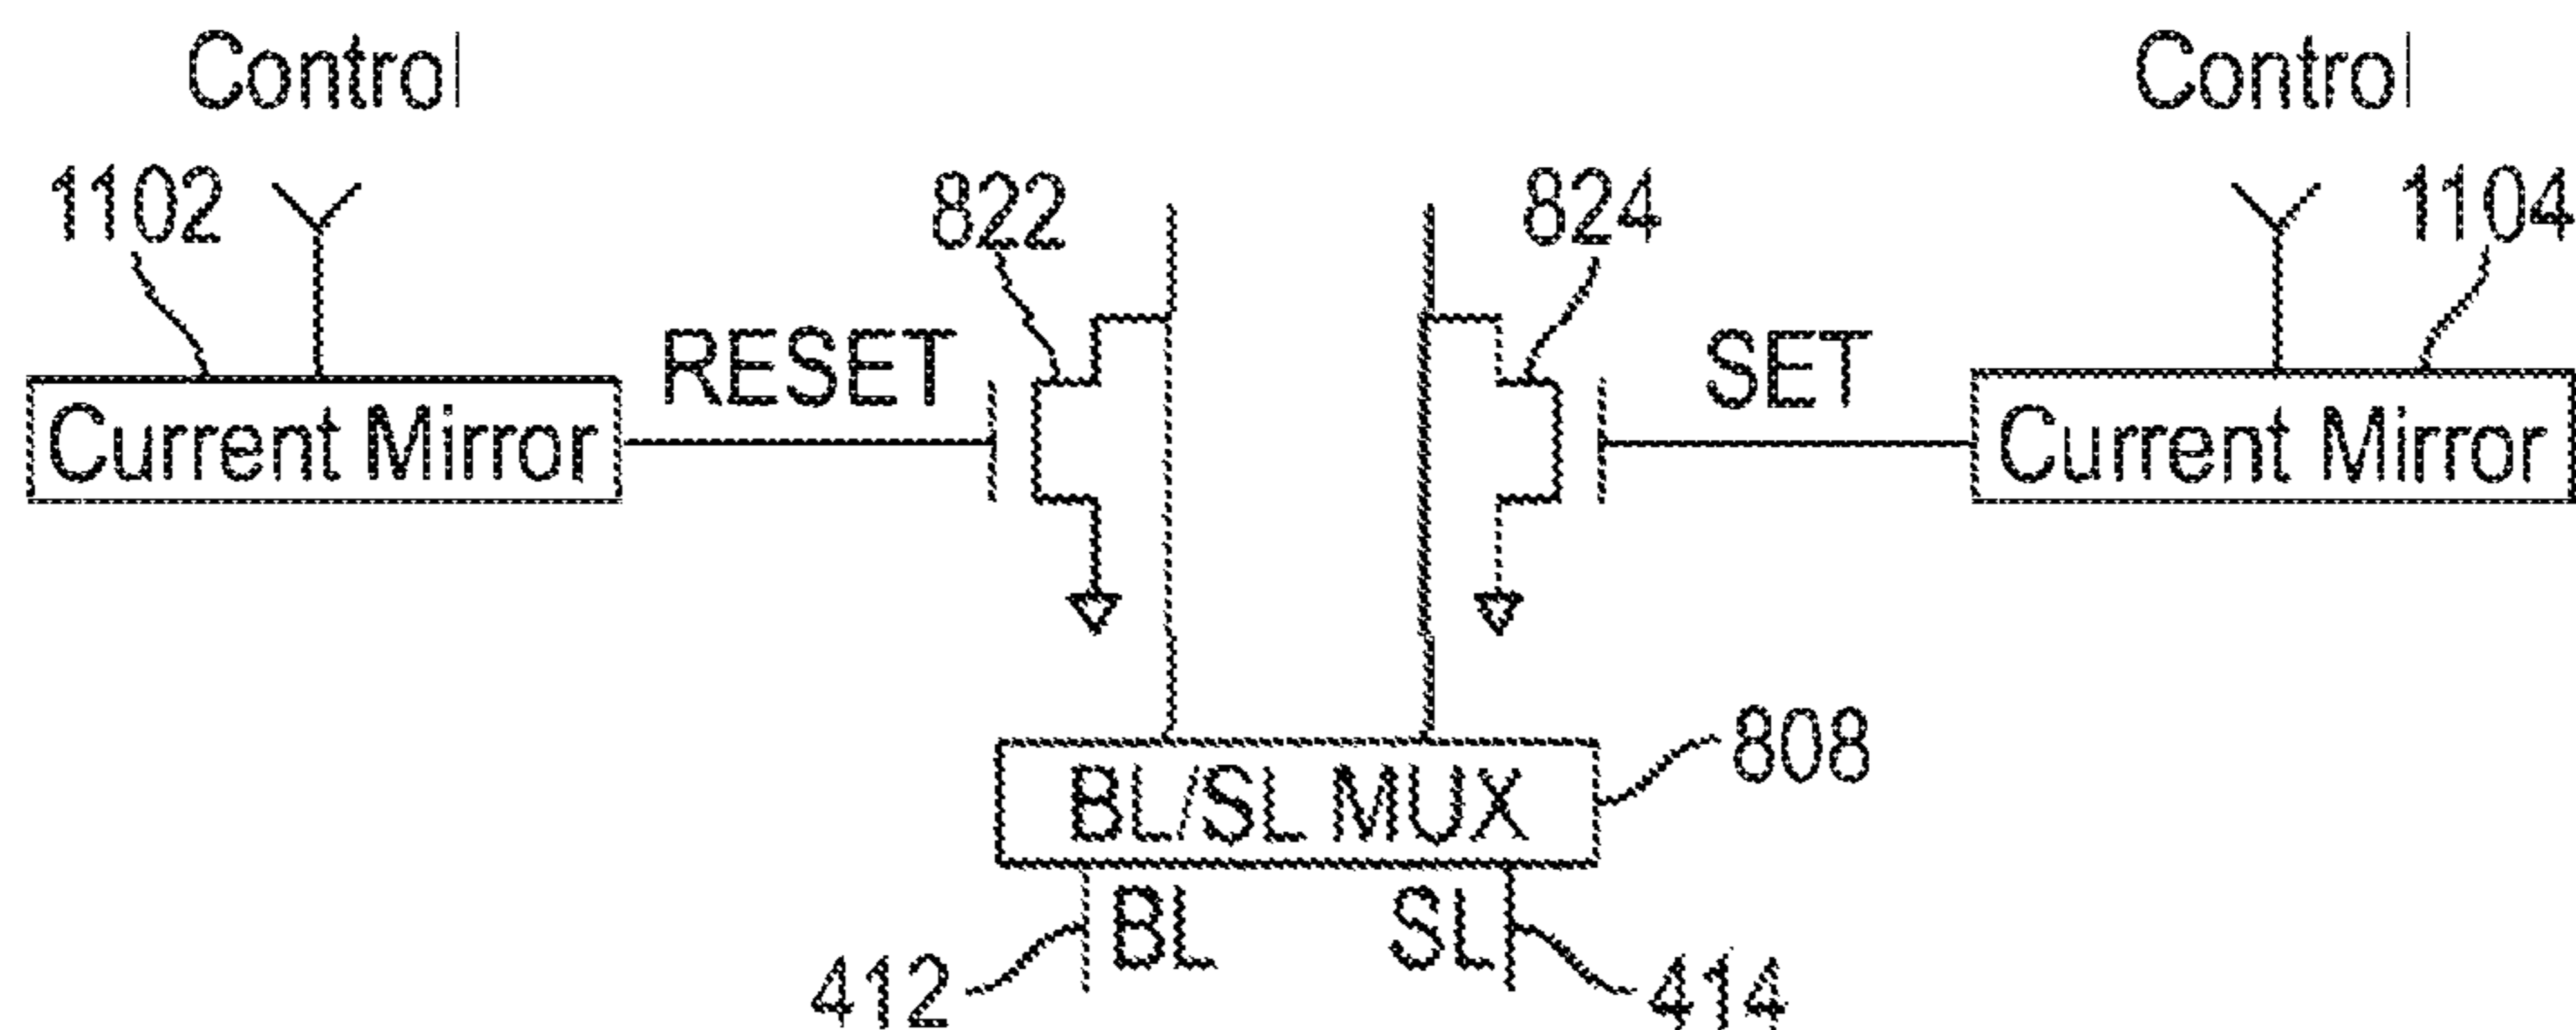 Control
Control
1102
822
824
1104
RESET
SET
Current Mirror
Current Mirror
808
BL/SL MUX
BL
SL
412
414